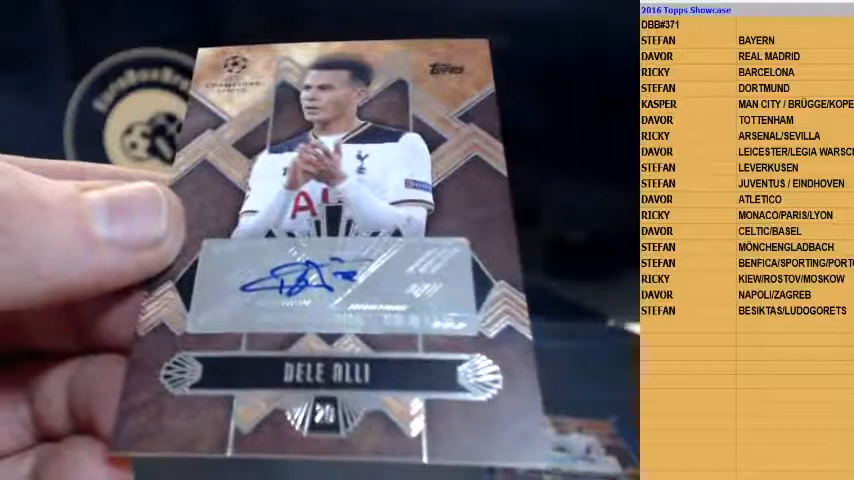 CHAMPIONS
LEAGUE
Topps
AI
DELE ALLI
20
2016 Topps Showcase
DBB#371
STEFAN BAYERN
DAVOR REAL MADRID
RICKY BARCELONA
STEFAN DORTMUND
KASPER MAN CITY / BRÜGGE/KOPE
DAVOR TOTTENHAM
RICKY ARSENAL/SEVILLA
DAVOR LEICESTER/LEGIA WARSC
STEFAN LEVERKUSEN
STEFAN JUVENTUS / EINDHOVEN
DAVOR ATLETICO
RICKY MONACO/PARIS/LYON
DAVOR CELTIC/BASEL
STEFAN MÖNCHENGLADBACH
STEFAN BENFICA/SPORTING/PORT
RICKY KIEW/ROSTOV/MOSKOW
DAVOR NAPOLI/ZAGREB
STEFAN BESIKTAS/LUDOGORETS